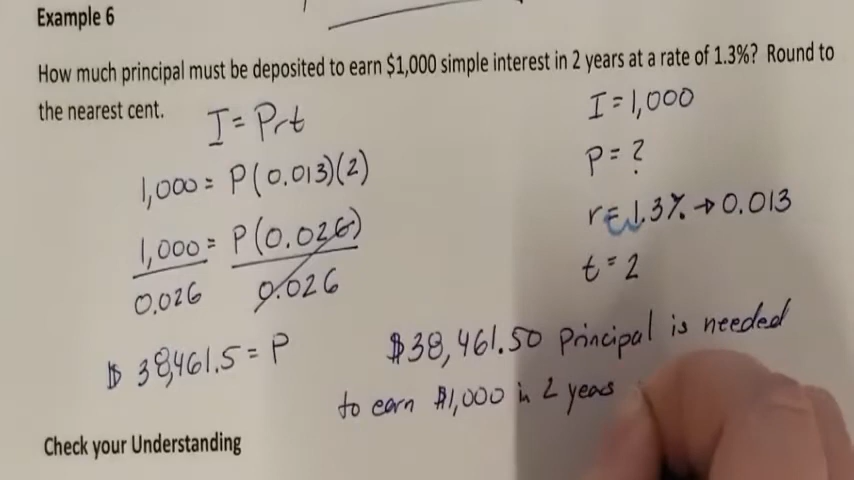 Example 6
How much principal must be deposited to earn $1,000 simple interest in 2 years at a rate of 1.3%? Round to
the nearest cent.
I = Prt
1,000 = P(0.013)(2)
1,000 = P(0.026)
0.026 0.026
$ 38,461.5 = P
I = 1,000
P = ?
r = 1.3% → 0.013
t = 2
$38,461.50 Principal is needed
to earn $1,000 in 2 years
Check your Understanding